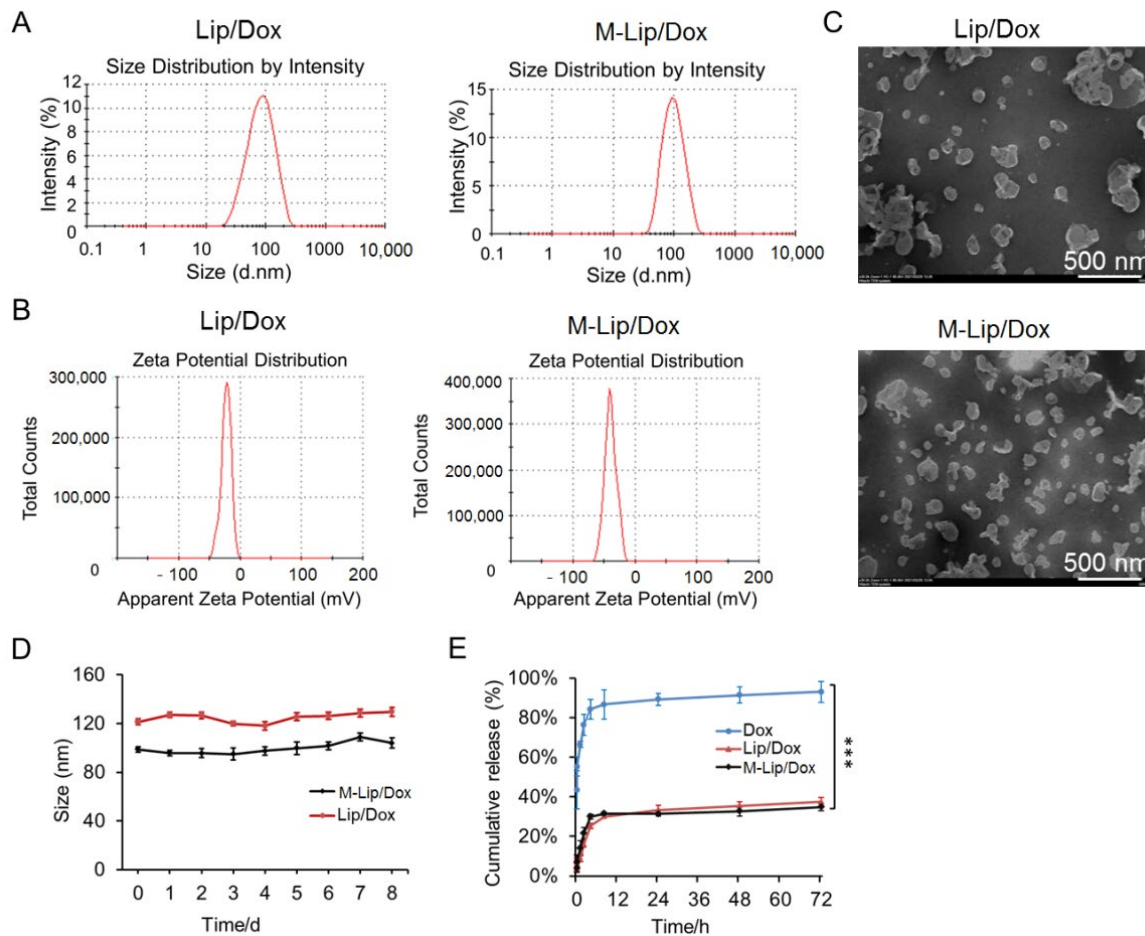 A
Lip/Dox
Size Distribution by Intensity
Intensity (%)
12
10
8
6
4
2
0
0.1 1 10 100 1000 10,000
Size (d.nm)
M-Lip/Dox
Size Distribution by Intensity
Intensity (%)
15
10
5
0
0.1 1 10 100 1000 10,000
Size (d.nm)
C
Lip/Dox
500 nm
M-Lip/Dox
500 nm
B
Lip/Dox
Zeta Potential Distribution
Total Counts
300,000
200,000
100,000
0
- 100 0 100 200
Apparent Zeta Potential (mV)
M-Lip/Dox
Zeta Potential Distribution
Total Counts
400,000
300,000
200,000
100,000
0
- 100 0 100 200
Apparent Zeta Potential (mV)
D
Size (nm)
160
120
80
40
0
M-Lip/Dox
Lip/Dox
0 1 2 3 4 5 6 7 8
Time/d
E
Cumulative release (%)
100%
80%
60%
40%
20%
0%
Dox
Lip/Dox
M-Lip/Dox
***
0 12 24 36 48 60 72
Time/h